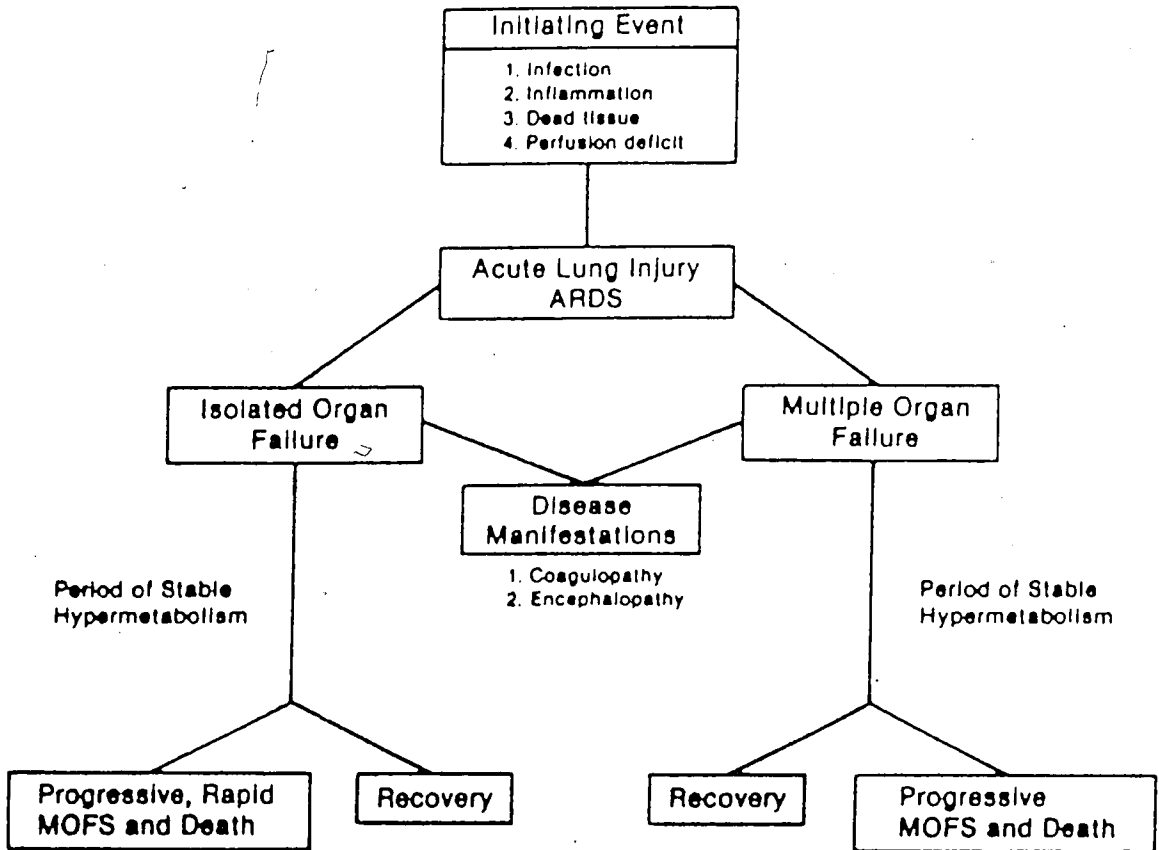 Initiating Event
1. Infection
2. Inflammation
3. Dead tissue
4. Perfusion deficit
Acute Lung Injury
ARDS
Isolated Organ
Failure
Multiple Organ
Failure
Disease
Manifestations
1. Coagulopathy
2. Encephalopathy
Period of Stable
Hypermetabolism
Period of Stable
Hypermetabolism
Progressive, Rapid
MOFS and Death
Recovery
Recovery
Progressive
MOFS and Death